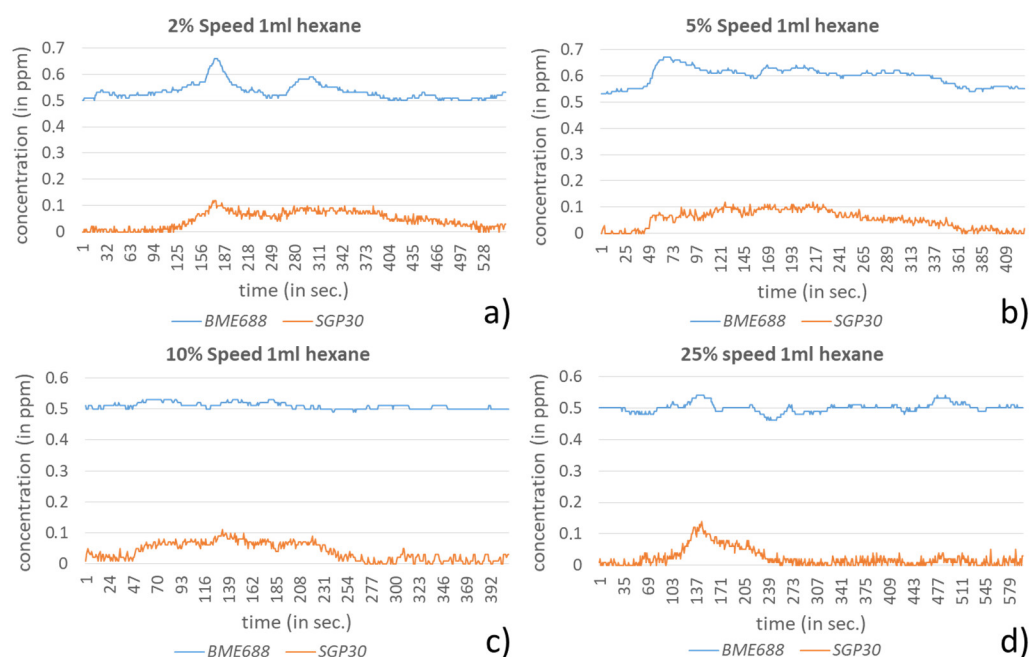 2% Speed 1ml hexane
concentration (in ppm)
0.7
0.6
0.5
0.4
0.3
0.2
0.1
0
1 32 63 94 125 156 187 218 249 280 311 342 373 404 435 466 497 528
time (in sec.)
BME688 SGP30
a)
5% Speed 1ml hexane
concentration (in ppm)
0.7
0.6
0.5
0.4
0.3
0.2
0.1
0
1 25 49 73 97 121 145 169 193 217 241 265 289 313 337 361 385 409
time (in sec.)
BME688 SGP30
b)
10% Speed 1ml hexane
concentration (in ppm)
0.6
0.5
0.4
0.3
0.2
0.1
0
1 24 47 70 93 116 139 162 185 208 231 254 277 300 323 346 369 392
time (in sec.)
BME688 SGP30
c)
25% speed 1ml hexane
concentration (in ppm)
0.6
0.5
0.4
0.3
0.2
0.1
0
1 35 69 103 137 171 205 239 273 307 341 375 409 443 477 511 545 579
time (in sec.)
BME688 SGP30
d)